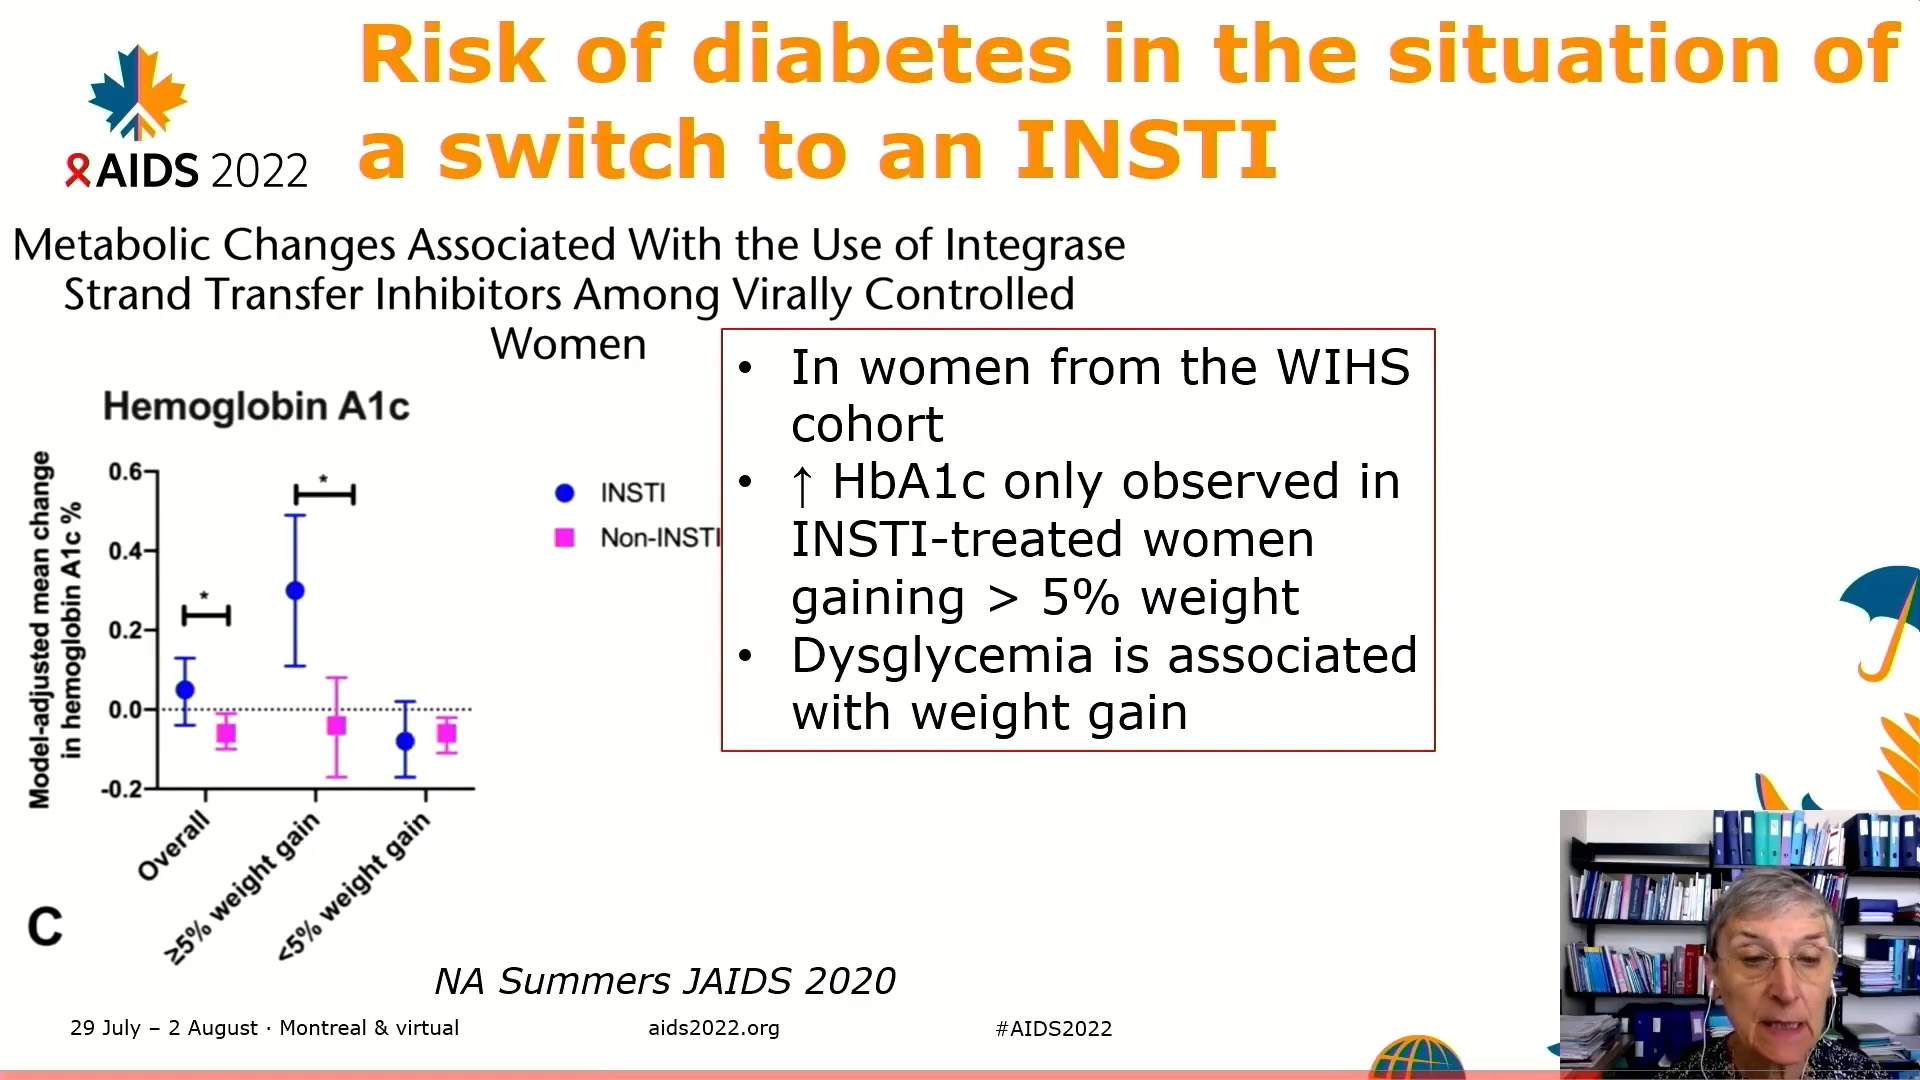 Risk of diabetes in the situation of
a switch to an INSTI
AIDS 2022
Metabolic Changes Associated With the Use of Integrase
Strand Transfer Inhibitors Among Virally Controlled
Women
• In women from the WIHS
cohort
• ↑ HbA1c only observed in
INSTI-treated women
gaining > 5% weight
• Dysglycemia is associated
with weight gain
Hemoglobin A1c
Model-adjusted mean change
in hemoglobin A1c %
0.6
0.4
0.2
0.0
-0.2
*
*
INSTI
Non-INSTI
Overall
≥5% weight gain
<5% weight gain
C
NA Summers JAIDS 2020
29 July – 2 August · Montreal & virtual
aids2022.org
#AIDS2022